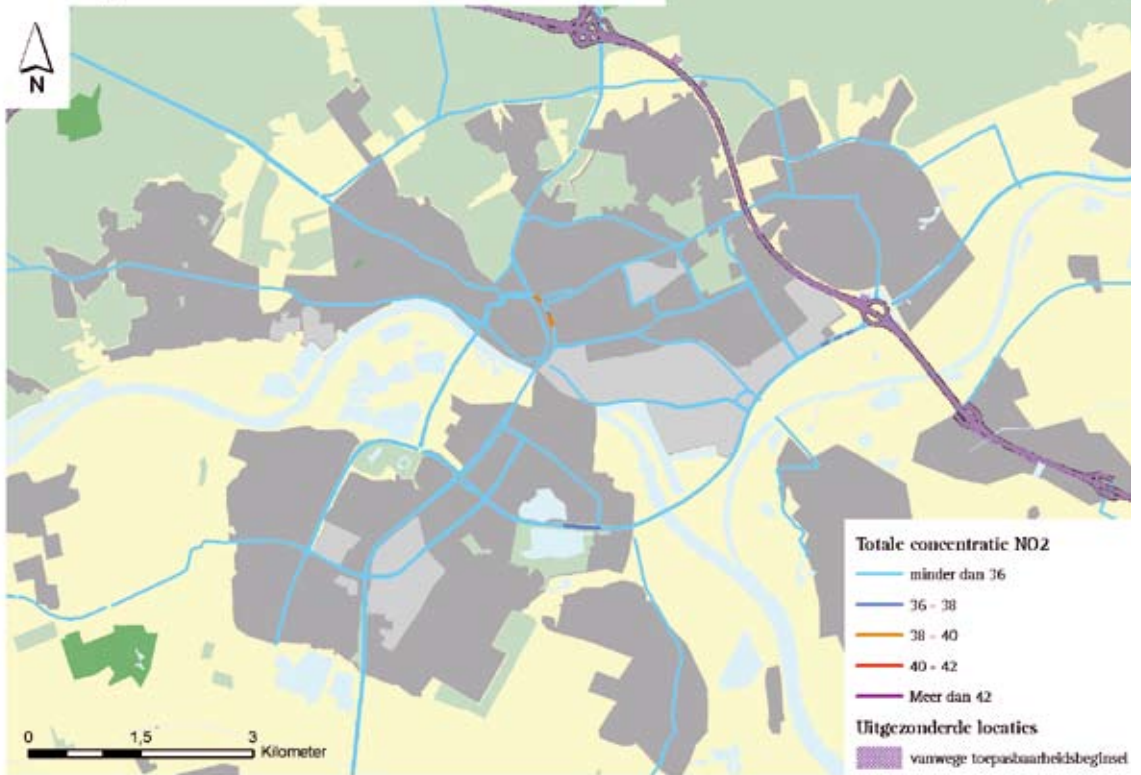 N
Totale concentratie NO2
minder dan 36
36 - 38
38 - 40
40 - 42
Meer dan 42
Uitgezonderde locaties
vanwege toepasbaarheidsbeginsel
0 1,5 3
Kilometer